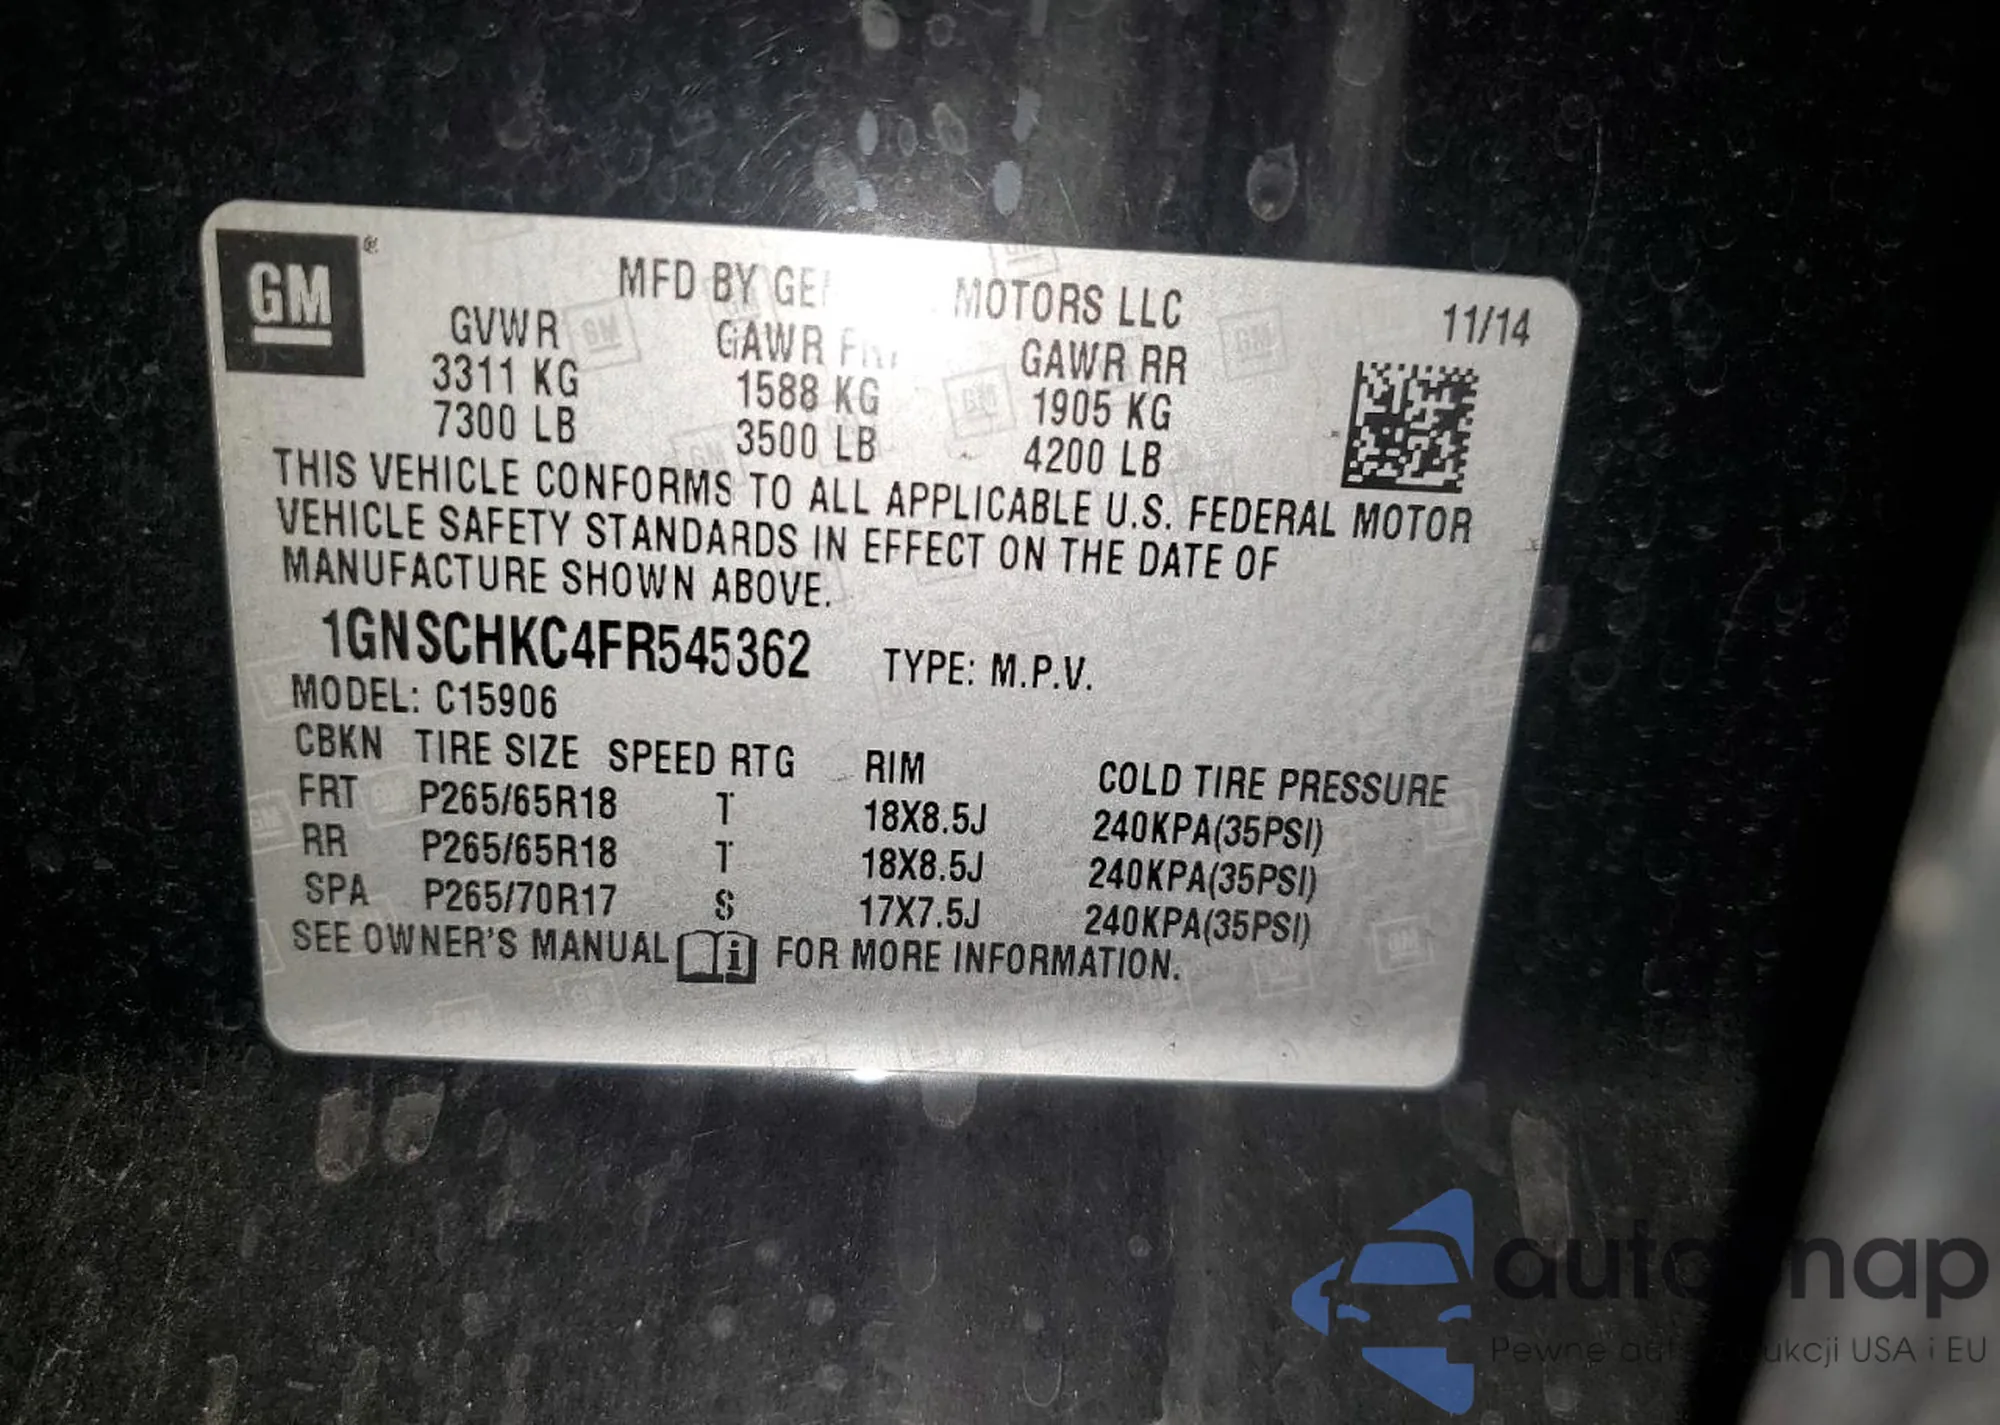 GM®
MFD BY GE MOTORS LLC
11/14
GVWR GAWR FRT GAWR RR
3311 KG 1588 KG 1905 KG
7300 LB 3500 LB 4200 LB
THIS VEHICLE CONFORMS TO ALL APPLICABLE U.S. FEDERAL MOTOR
VEHICLE SAFETY STANDARDS IN EFFECT ON THE DATE OF
MANUFACTURE SHOWN ABOVE.
1GNSCHKC4FR545362 TYPE: M.P.V.
MODEL: C15906
CBKN TIRE SIZE SPEED RTG RIM COLD TIRE PRESSURE
FRT P265/65R18 T 18X8.5J 240KPA(35PSI)
RR P265/65R18 T 18X8.5J 240KPA(35PSI)
SPA P265/70R17 S 17X7.5J 240KPA(35PSI)
SEE OWNER'S MANUAL i FOR MORE INFORMATION.
Pewne USA i EU